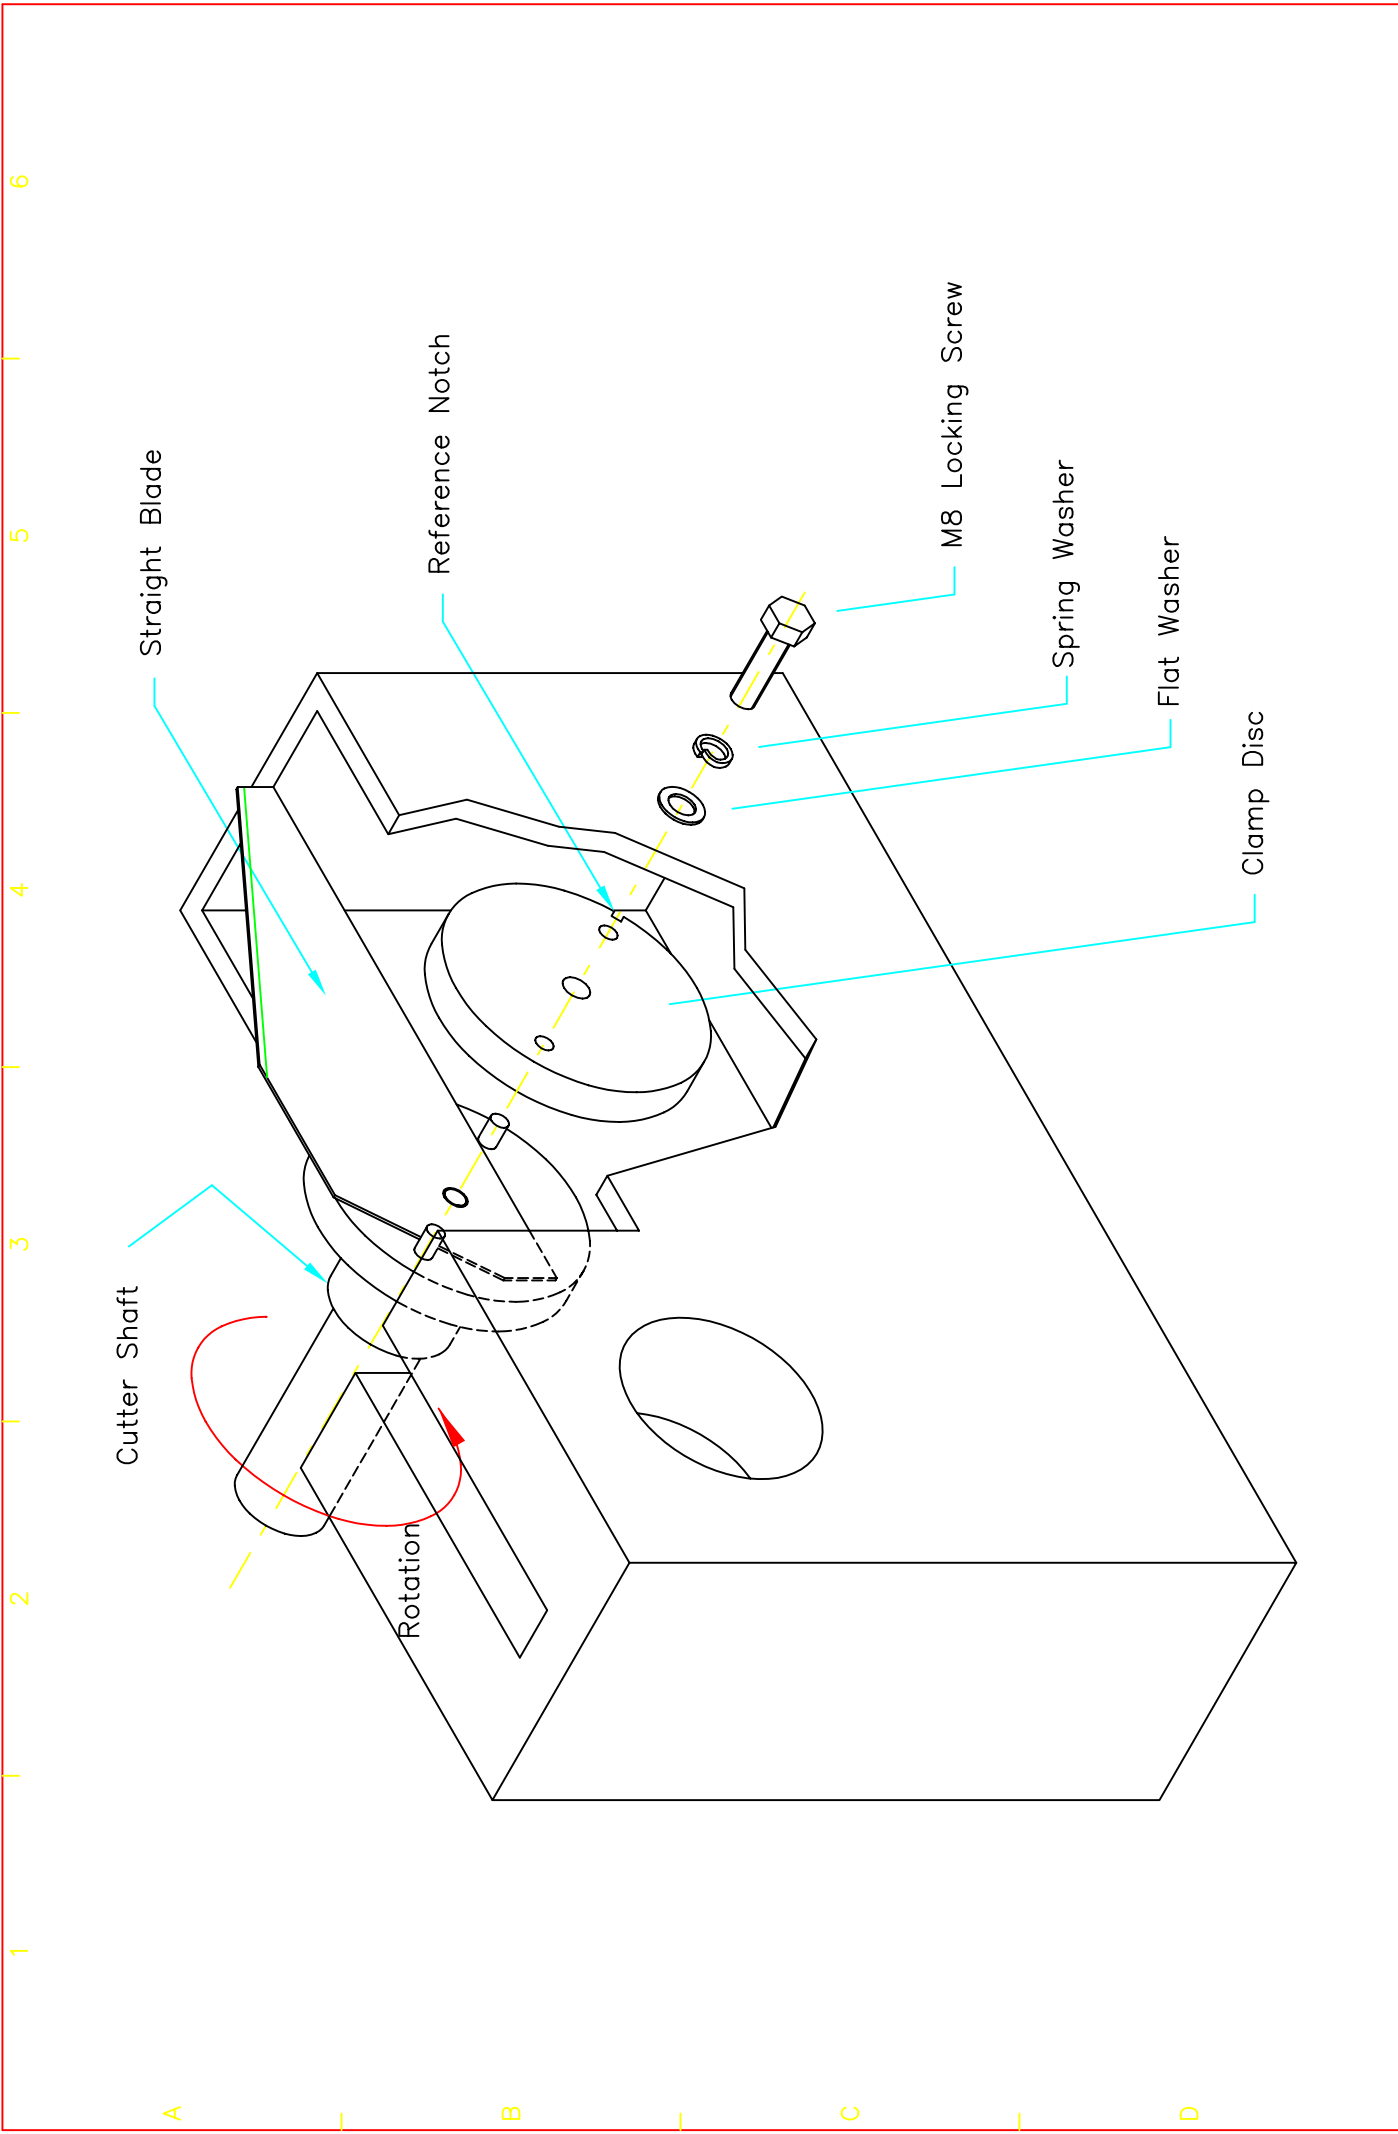 Straight Blade
Reference Notch
M8 Locking Screw
Spring Washer
Flat Washer
Clamp Disc
Cutter Shaft
Rotation
1
2
3
4
5
6
A
B
C
D